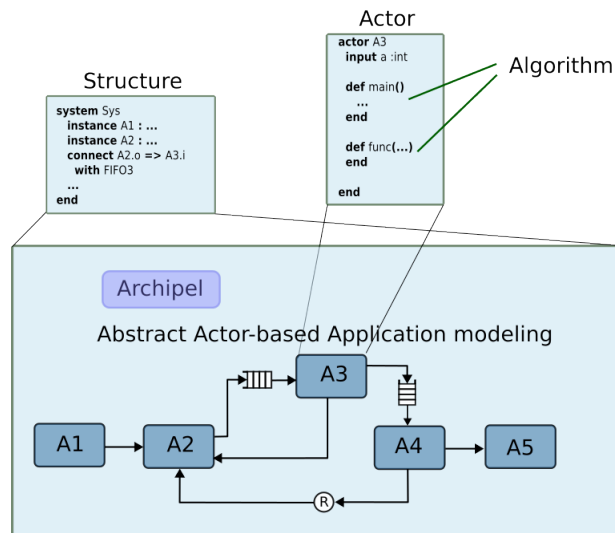 Actor
actor A3
input a :int
def main()
...
end
def func(...)
end
end
Algorithm
Structure
system Sys
instance A1 : ...
instance A2 : ...
connect A2.o => A3.i
with FIFO3
...
end
Archipel
Abstract Actor-based Application modeling
A3
A1
A2
A4
A5
R